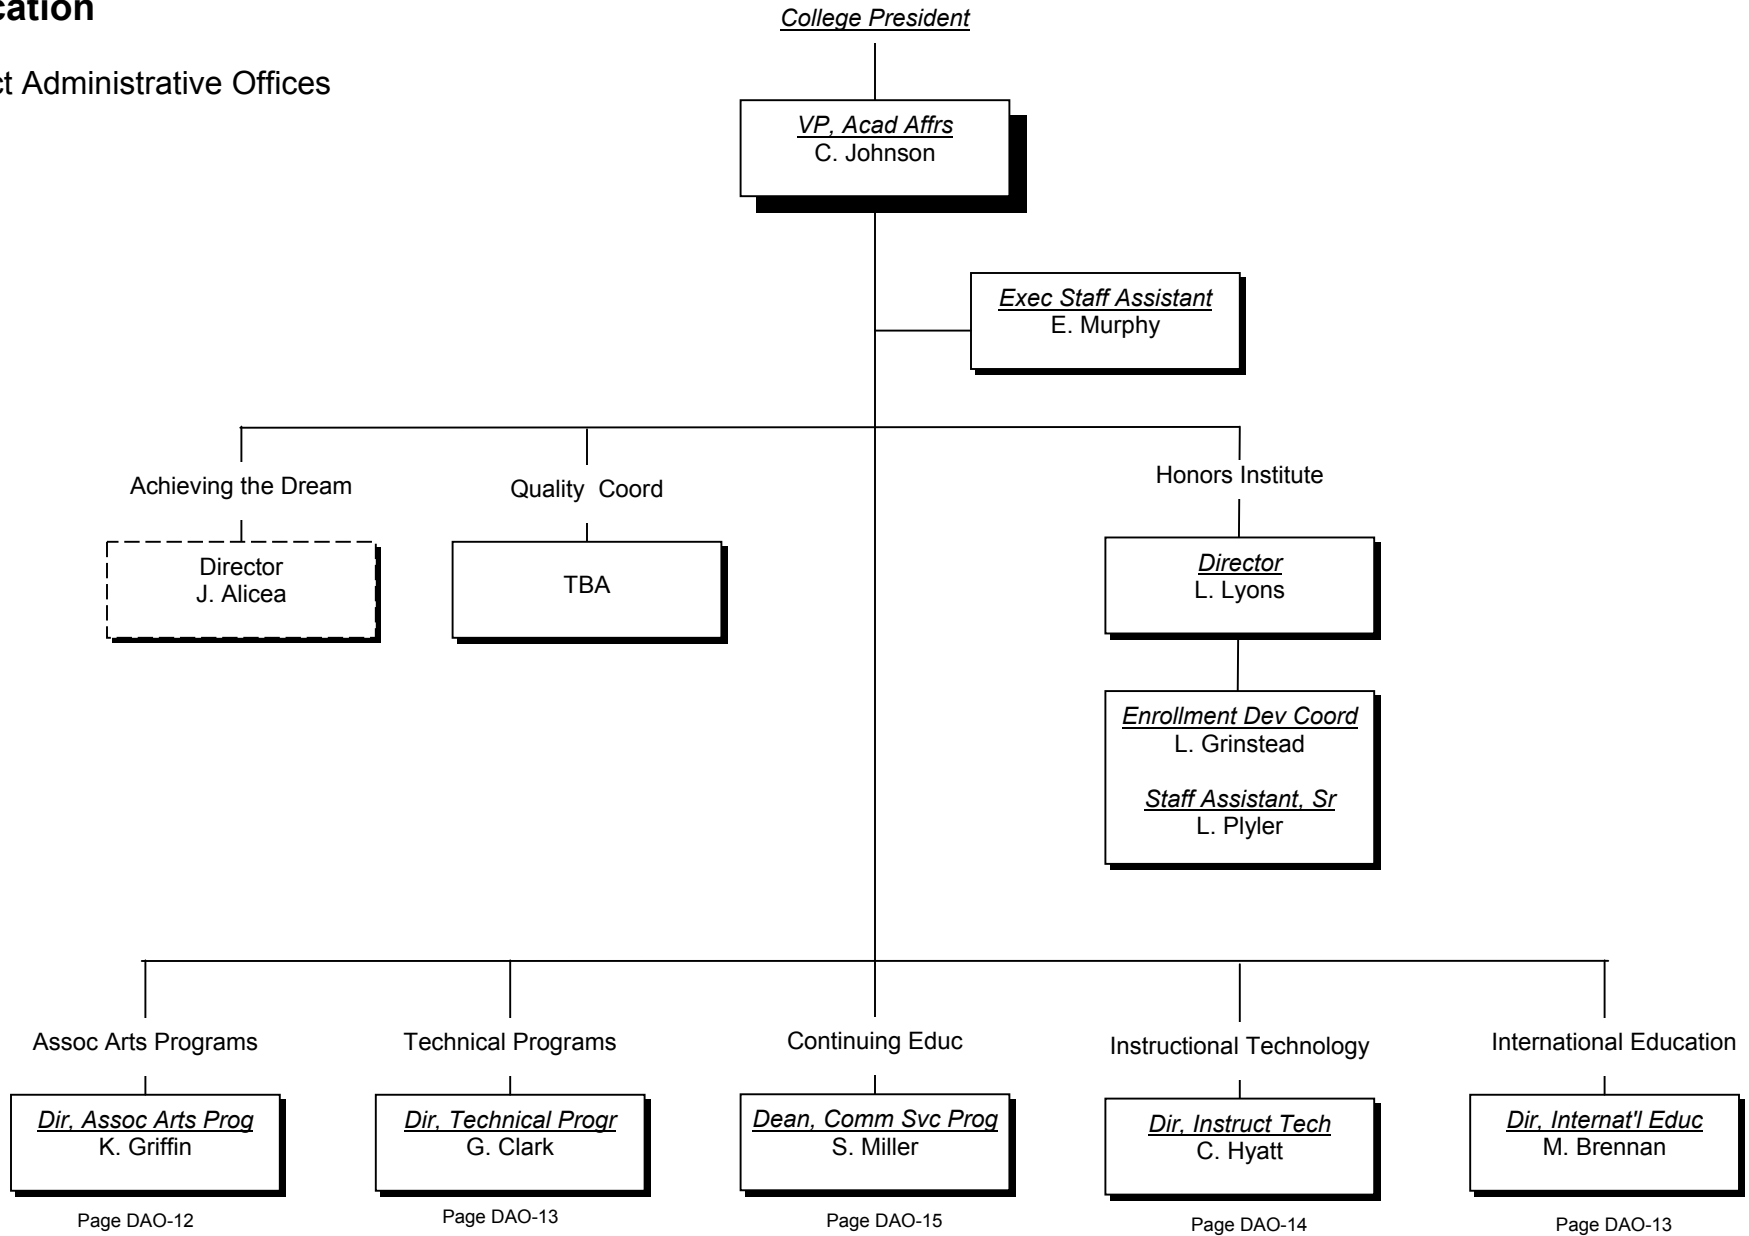 College President
ct Administrative Offices
VP, Acad Affrs
C. Johnson
Exec Staff Assistant
E. Murphy
Achieving the Dream
Director
J. Alicea
Quality Coord
TBA
Honors Institute
Director
L. Lyons
Enrollment Dev Coord
L. Grinstead
Staff Assistant, Sr
L. Plyler
Assoc Arts Programs
Dir, Assoc Arts Prog
K. Griffin
Page DAO-12
Technical Programs
Dir, Technical Progr
G. Clark
Page DAO-13
Continuing Educ
Dean, Comm Svc Prog
S. Miller
Page DAO-15
Instructional Technology
Dir, Instruct Tech
C. Hyatt
Page DAO-14
International Education
Dir, Internat'l Educ
M. Brennan
Page DAO-13